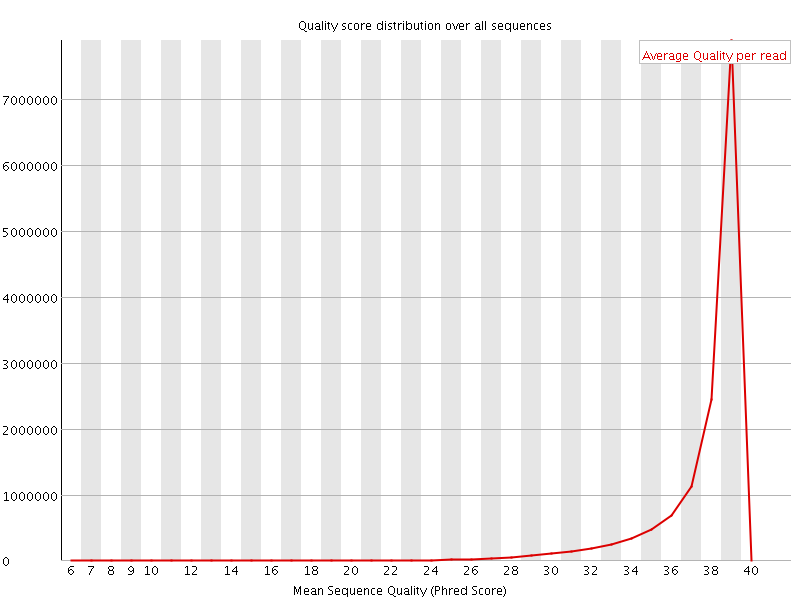 Quality score distribution over all sequences
Average Quality per read
7000000
6000000
5000000
4000000
3000000
2000000
1000000
0
6 7 8 9 10 12 14 16 18 20 22 24 26 28 30 32 34 36 38 40
Mean Sequence Quality (Phred Score)